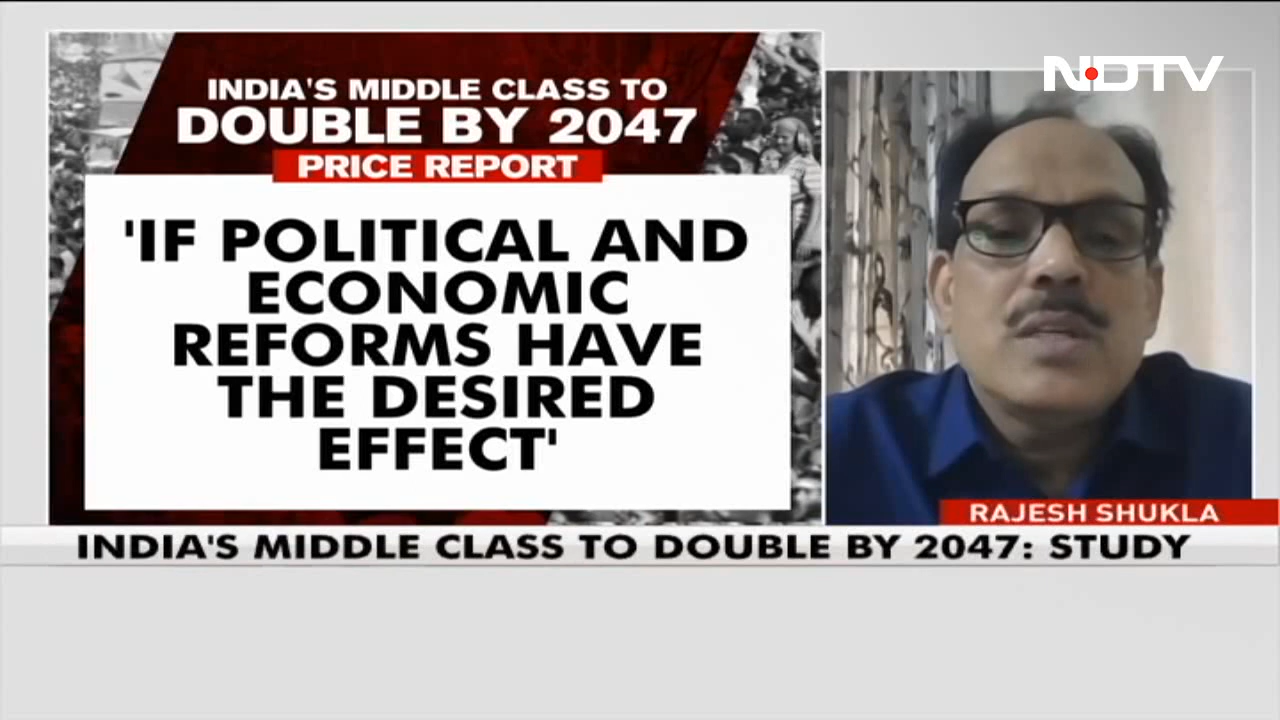 NDTV
INDIA'S MIDDLE CLASS TO
DOUBLE BY 2047
PRICE REPORT
'IF POLITICAL AND
ECONOMIC
REFORMS HAVE
THE DESIRED
EFFECT'
RAJESH SHUKLA
INDIA'S MIDDLE CLASS TO DOUBLE BY 2047: STUDY